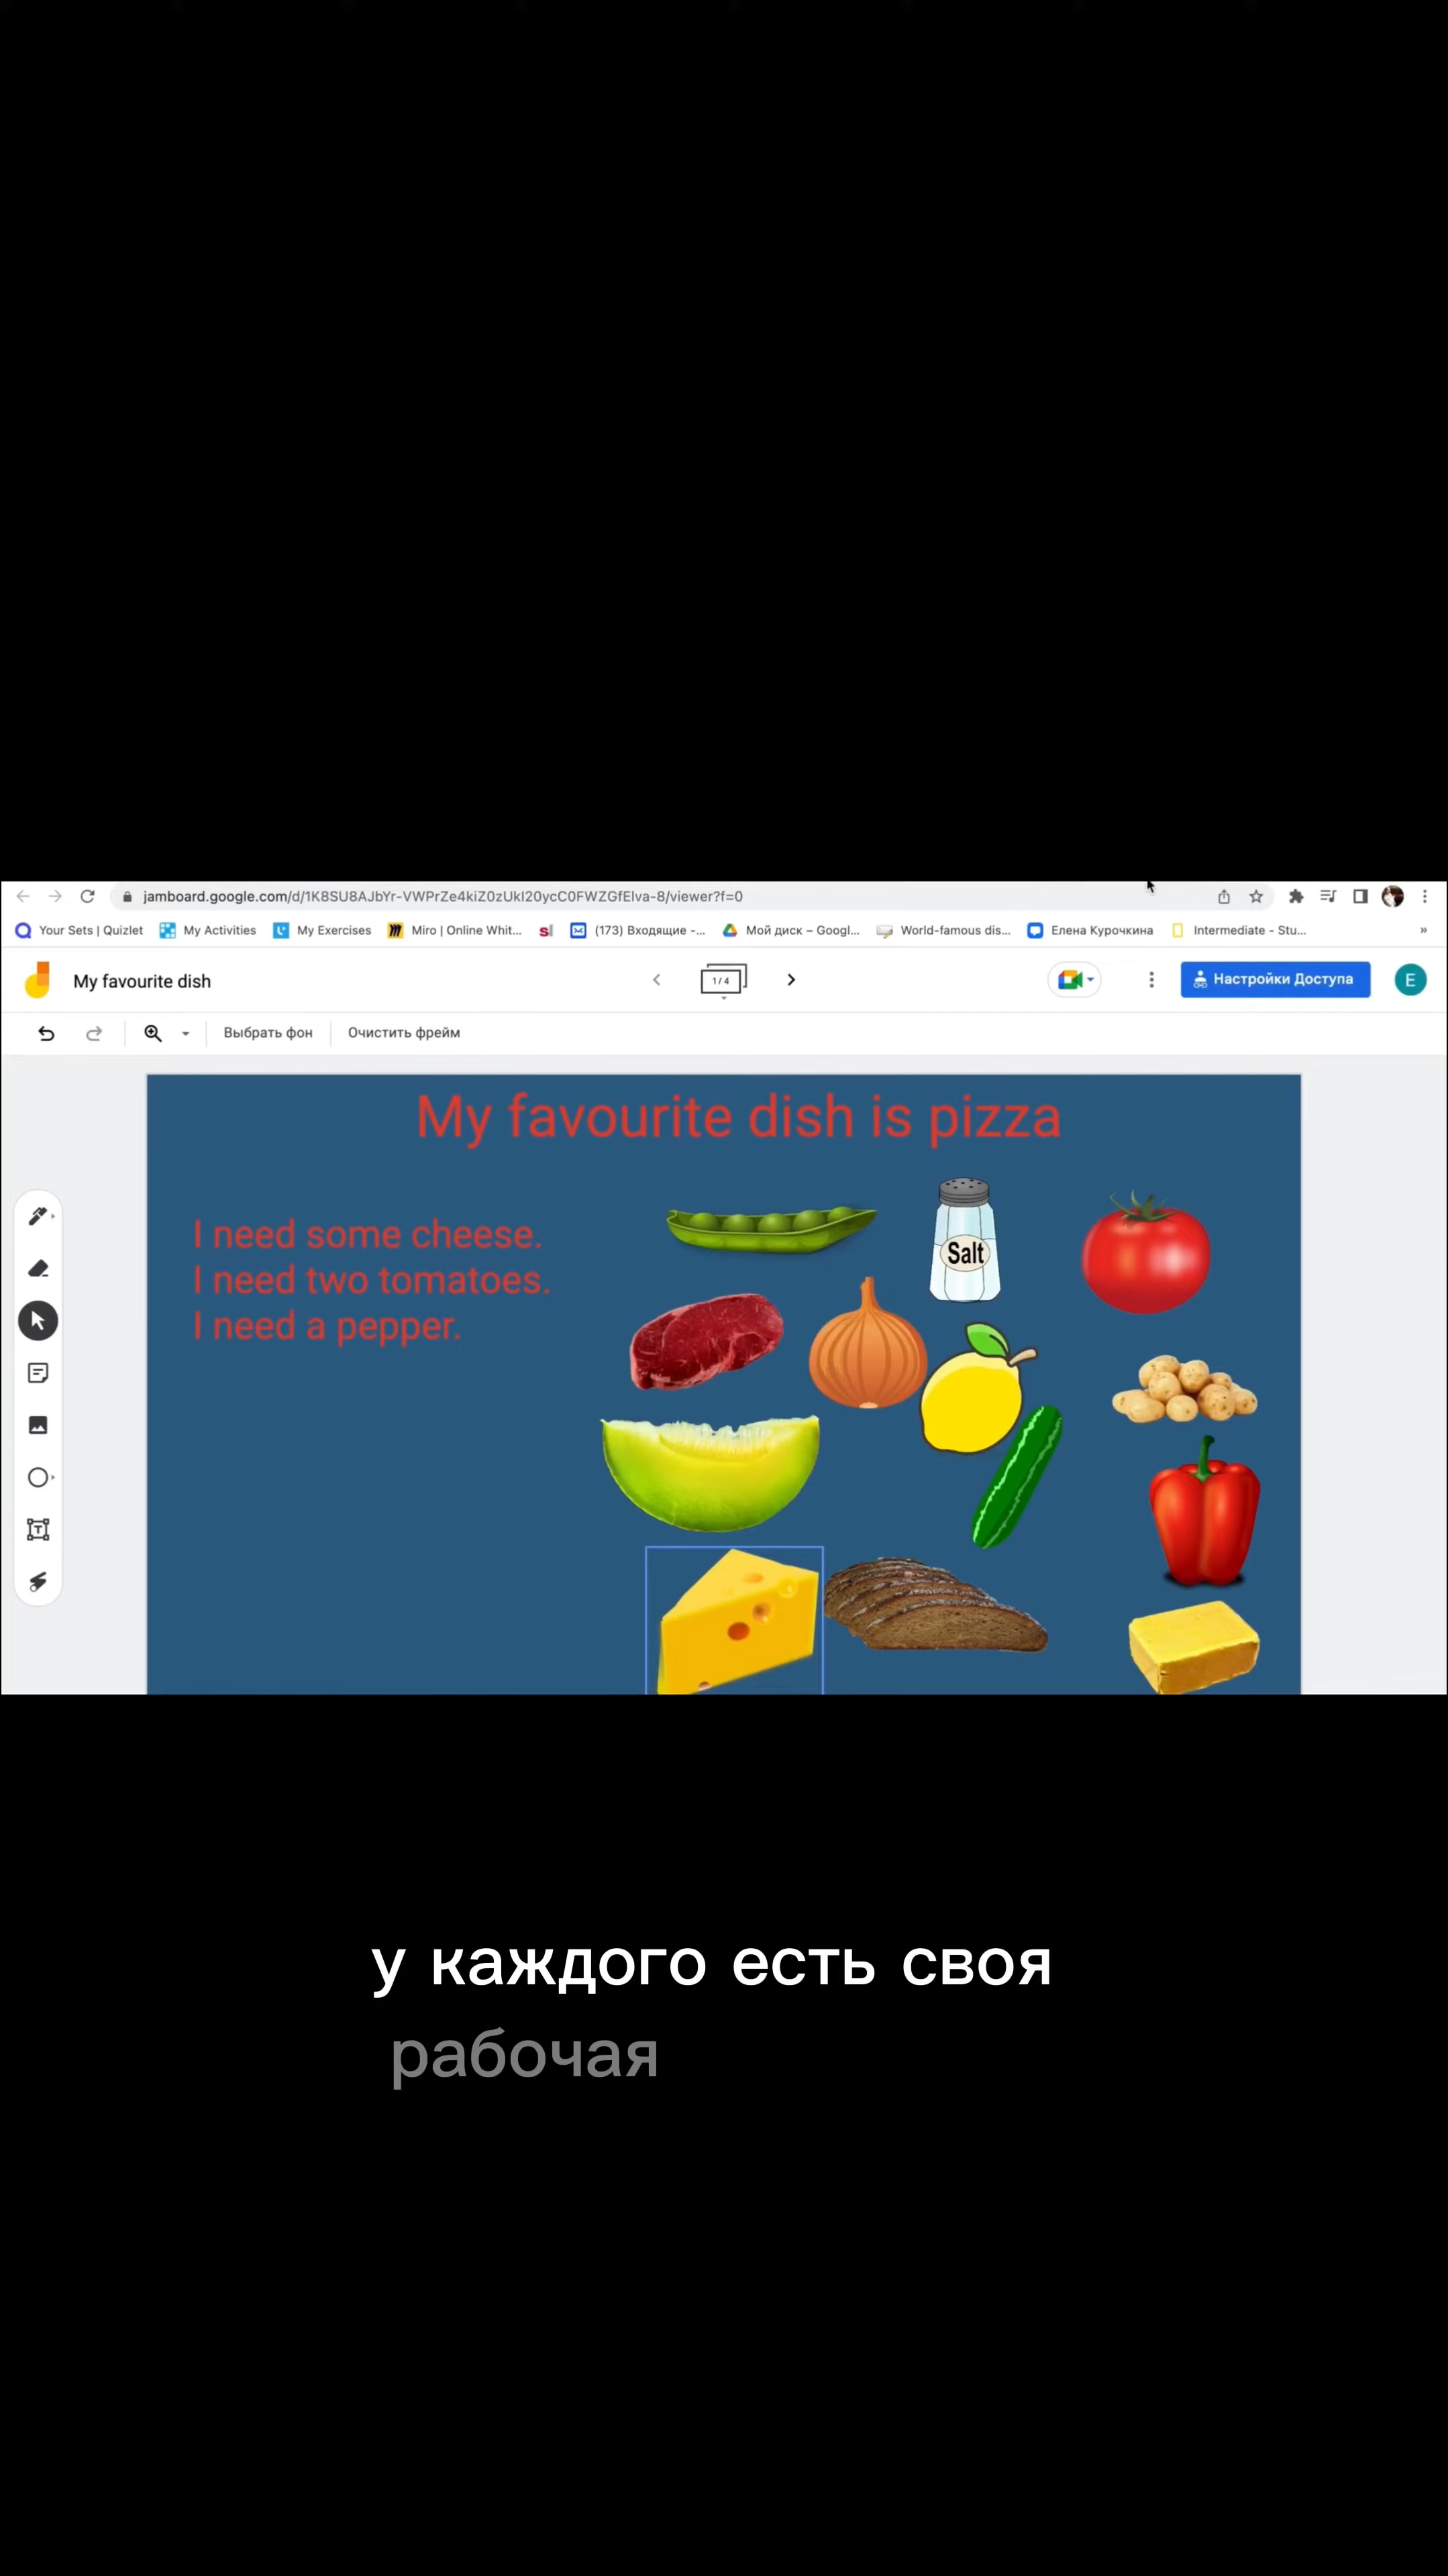 jamboard.google.com/d/1K8SU8AJbYr-VWPrZe4kiZ0zUkI20ycC0FWZGfElva-8/viewer?f=0
Your Sets | Quizlet My Activities My Exercises Miro | Online Whit... sl (173) Входящие -... Мой диск – Googl... World-famous dis... Елена Курочкина Intermediate - Stu... »
My favourite dish 1/4 Настройки Доступа E
Выбрать фон Очистить фрейм
My favourite dish is pizza
I need some cheese.
I need two tomatoes.
I need a pepper.
Salt
у каждого есть своя
рабочая